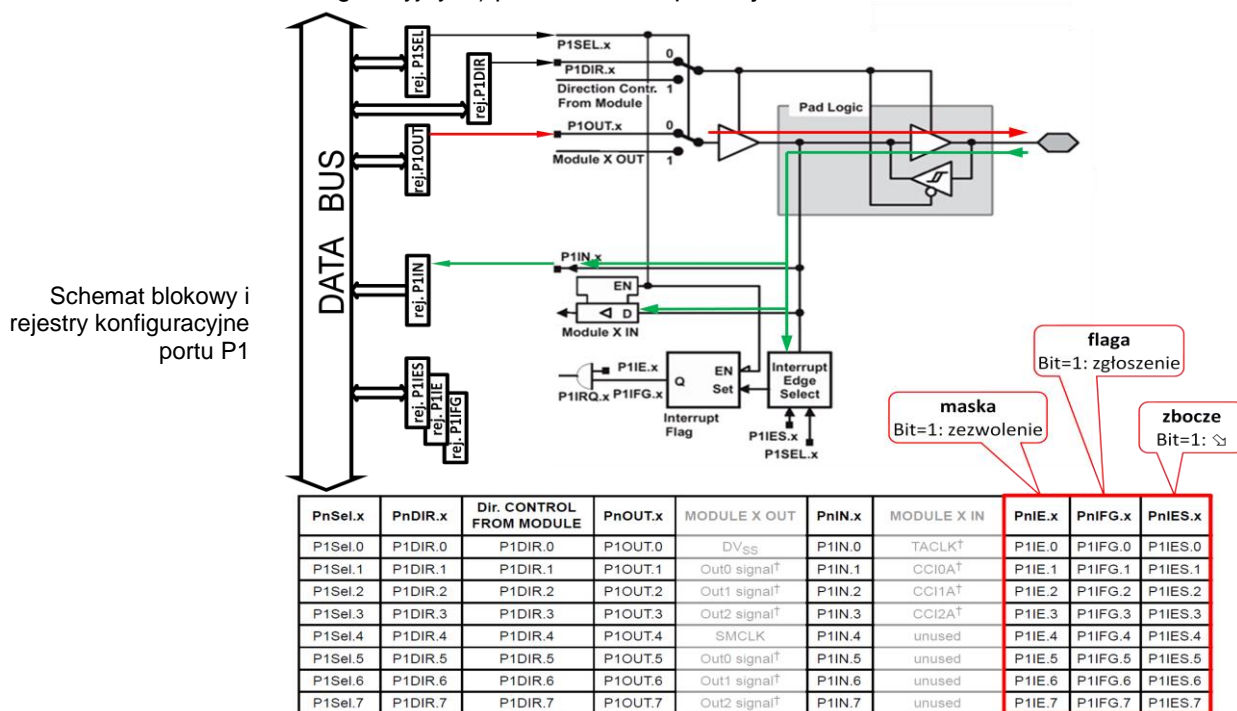 DATA BUS
rej. P1SEL
rej.P1DIR
rej.P1OUT
rej. P1IN
rej. P1IES
rej. P1IE
rej. P1IFG
P1SEL.x
0
P1DIR.x
Direction Contr. 1
From Module
Pad Logic
P1OUT.x 0
Module X OUT 1
P1IN.x
EN
D
Module X IN
P1IE.x
P1IRQ.x P1IFG.x
Q EN
Set
Interrupt
Flag
Interrupt
Edge
Select
P1IES.x
P1SEL.x
Schemat blokowy i
rejestry konfiguracyjne
portu P1
flaga
Bit=1: zgłoszenie
maska
Bit=1: zezwolenie
zbocze
Bit=1: ⇘
PnSel.x PnDIR.x Dir. CONTROL FROM MODULE PnOUT.x MODULE X OUT PnIN.x MODULE X IN PnIE.x PnIFG.x PnIES.x
P1Sel.0 P1DIR.0 P1DIR.0 P1OUT.0 DVSS P1IN.0 TACLK† P1IE.0 P1IFG.0 P1IES.0
P1Sel.1 P1DIR.1 P1DIR.1 P1OUT.1 Out0 signal† P1IN.1 CCI0A† P1IE.1 P1IFG.1 P1IES.1
P1Sel.2 P1DIR.2 P1DIR.2 P1OUT.2 Out1 signal† P1IN.2 CCI1A† P1IE.2 P1IFG.2 P1IES.2
P1Sel.3 P1DIR.3 P1DIR.3 P1OUT.3 Out2 signal† P1IN.3 CCI2A† P1IE.3 P1IFG.3 P1IES.3
P1Sel.4 P1DIR.4 P1DIR.4 P1OUT.4 SMCLK P1IN.4 unused P1IE.4 P1IFG.4 P1IES.4
P1Sel.5 P1DIR.5 P1DIR.5 P1OUT.5 Out0 signal† P1IN.5 unused P1IE.5 P1IFG.5 P1IES.5
P1Sel.6 P1DIR.6 P1DIR.6 P1OUT.6 Out1 signal† P1IN.6 unused P1IE.6 P1IFG.6 P1IES.6
P1Sel.7 P1DIR.7 P1DIR.7 P1OUT.7 Out2 signal† P1IN.7 unused P1IE.7 P1IFG.7 P1IES.7